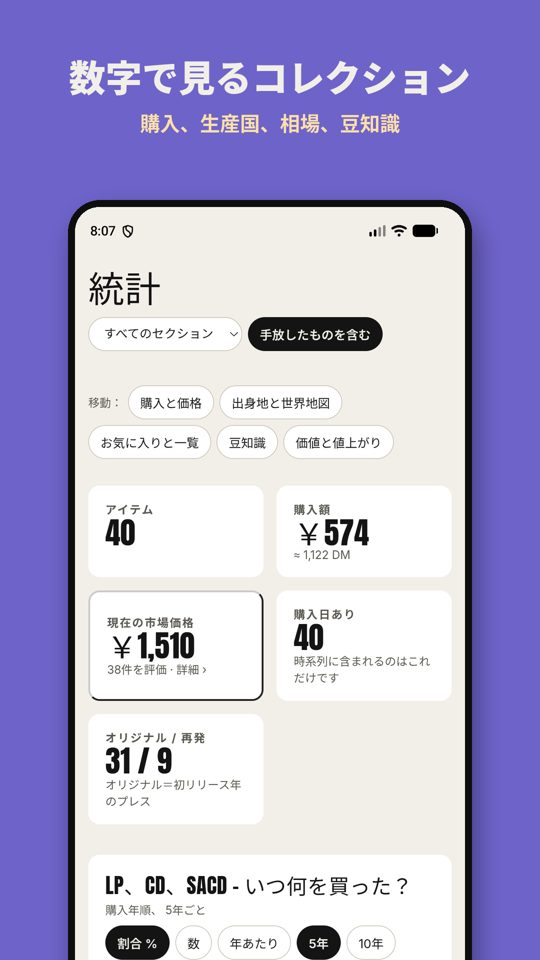 数字で見るコレクション
購入、生産国、相場、豆知識
8:07
統計
すべてのセクション
手放したものを含む
移動：
購入と価格
出身地と世界地図
お気に入りと一覧
豆知識
価値と値上がり
アイテム
40
購入額
￥574
≈ 1,122 DM
現在の市場価格
￥1,510
38件を評価 · 詳細 ›
購入日あり
40
時系列に含まれるのはこれ
だけです
オリジナル / 再発
31 / 9
オリジナル＝初リリース年
のプレス
LP、CD、SACD - いつ何を買った？
購入年順、 5年ごと
割合 %
数
年あたり
5年
10年